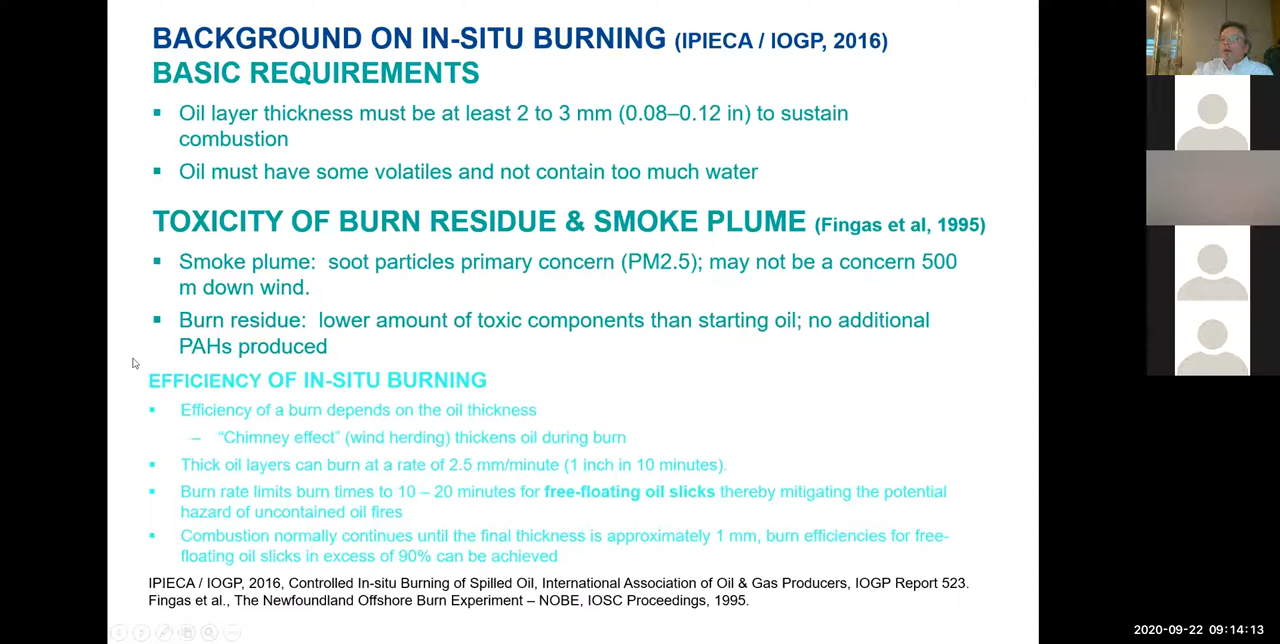 BACKGROUND ON IN-SITU BURNING (IPIECA / IOGP, 2016)
BASIC REQUIREMENTS
▪ Oil layer thickness must be at least 2 to 3 mm (0.08–0.12 in) to sustain
combustion
▪ Oil must have some volatiles and not contain too much water
TOXICITY OF BURN RESIDUE & SMOKE PLUME (Fingas et al, 1995)
▪ Smoke plume: soot particles primary concern (PM2.5); may not be a concern 500
m down wind.
▪ Burn residue: lower amount of toxic components than starting oil; no additional
PAHs produced
EFFICIENCY OF IN-SITU BURNING
▪ Efficiency of a burn depends on the oil thickness
– “Chimney effect” (wind herding) thickens oil during burn
▪ Thick oil layers can burn at a rate of 2.5 mm/minute (1 inch in 10 minutes).
▪ Burn rate limits burn times to 10 – 20 minutes for free-floating oil slicks thereby mitigating the potential
hazard of uncontained oil fires
▪ Combustion normally continues until the final thickness is approximately 1 mm, burn efficiencies for free-
floating oil slicks in excess of 90% can be achieved
IPIECA / IOGP, 2016, Controlled In-situ Burning of Spilled Oil, International Association of Oil & Gas Producers, IOGP Report 523.
Fingas et al., The Newfoundland Offshore Burn Experiment – NOBE, IOSC Proceedings, 1995.
2020-09-22 09:14:13